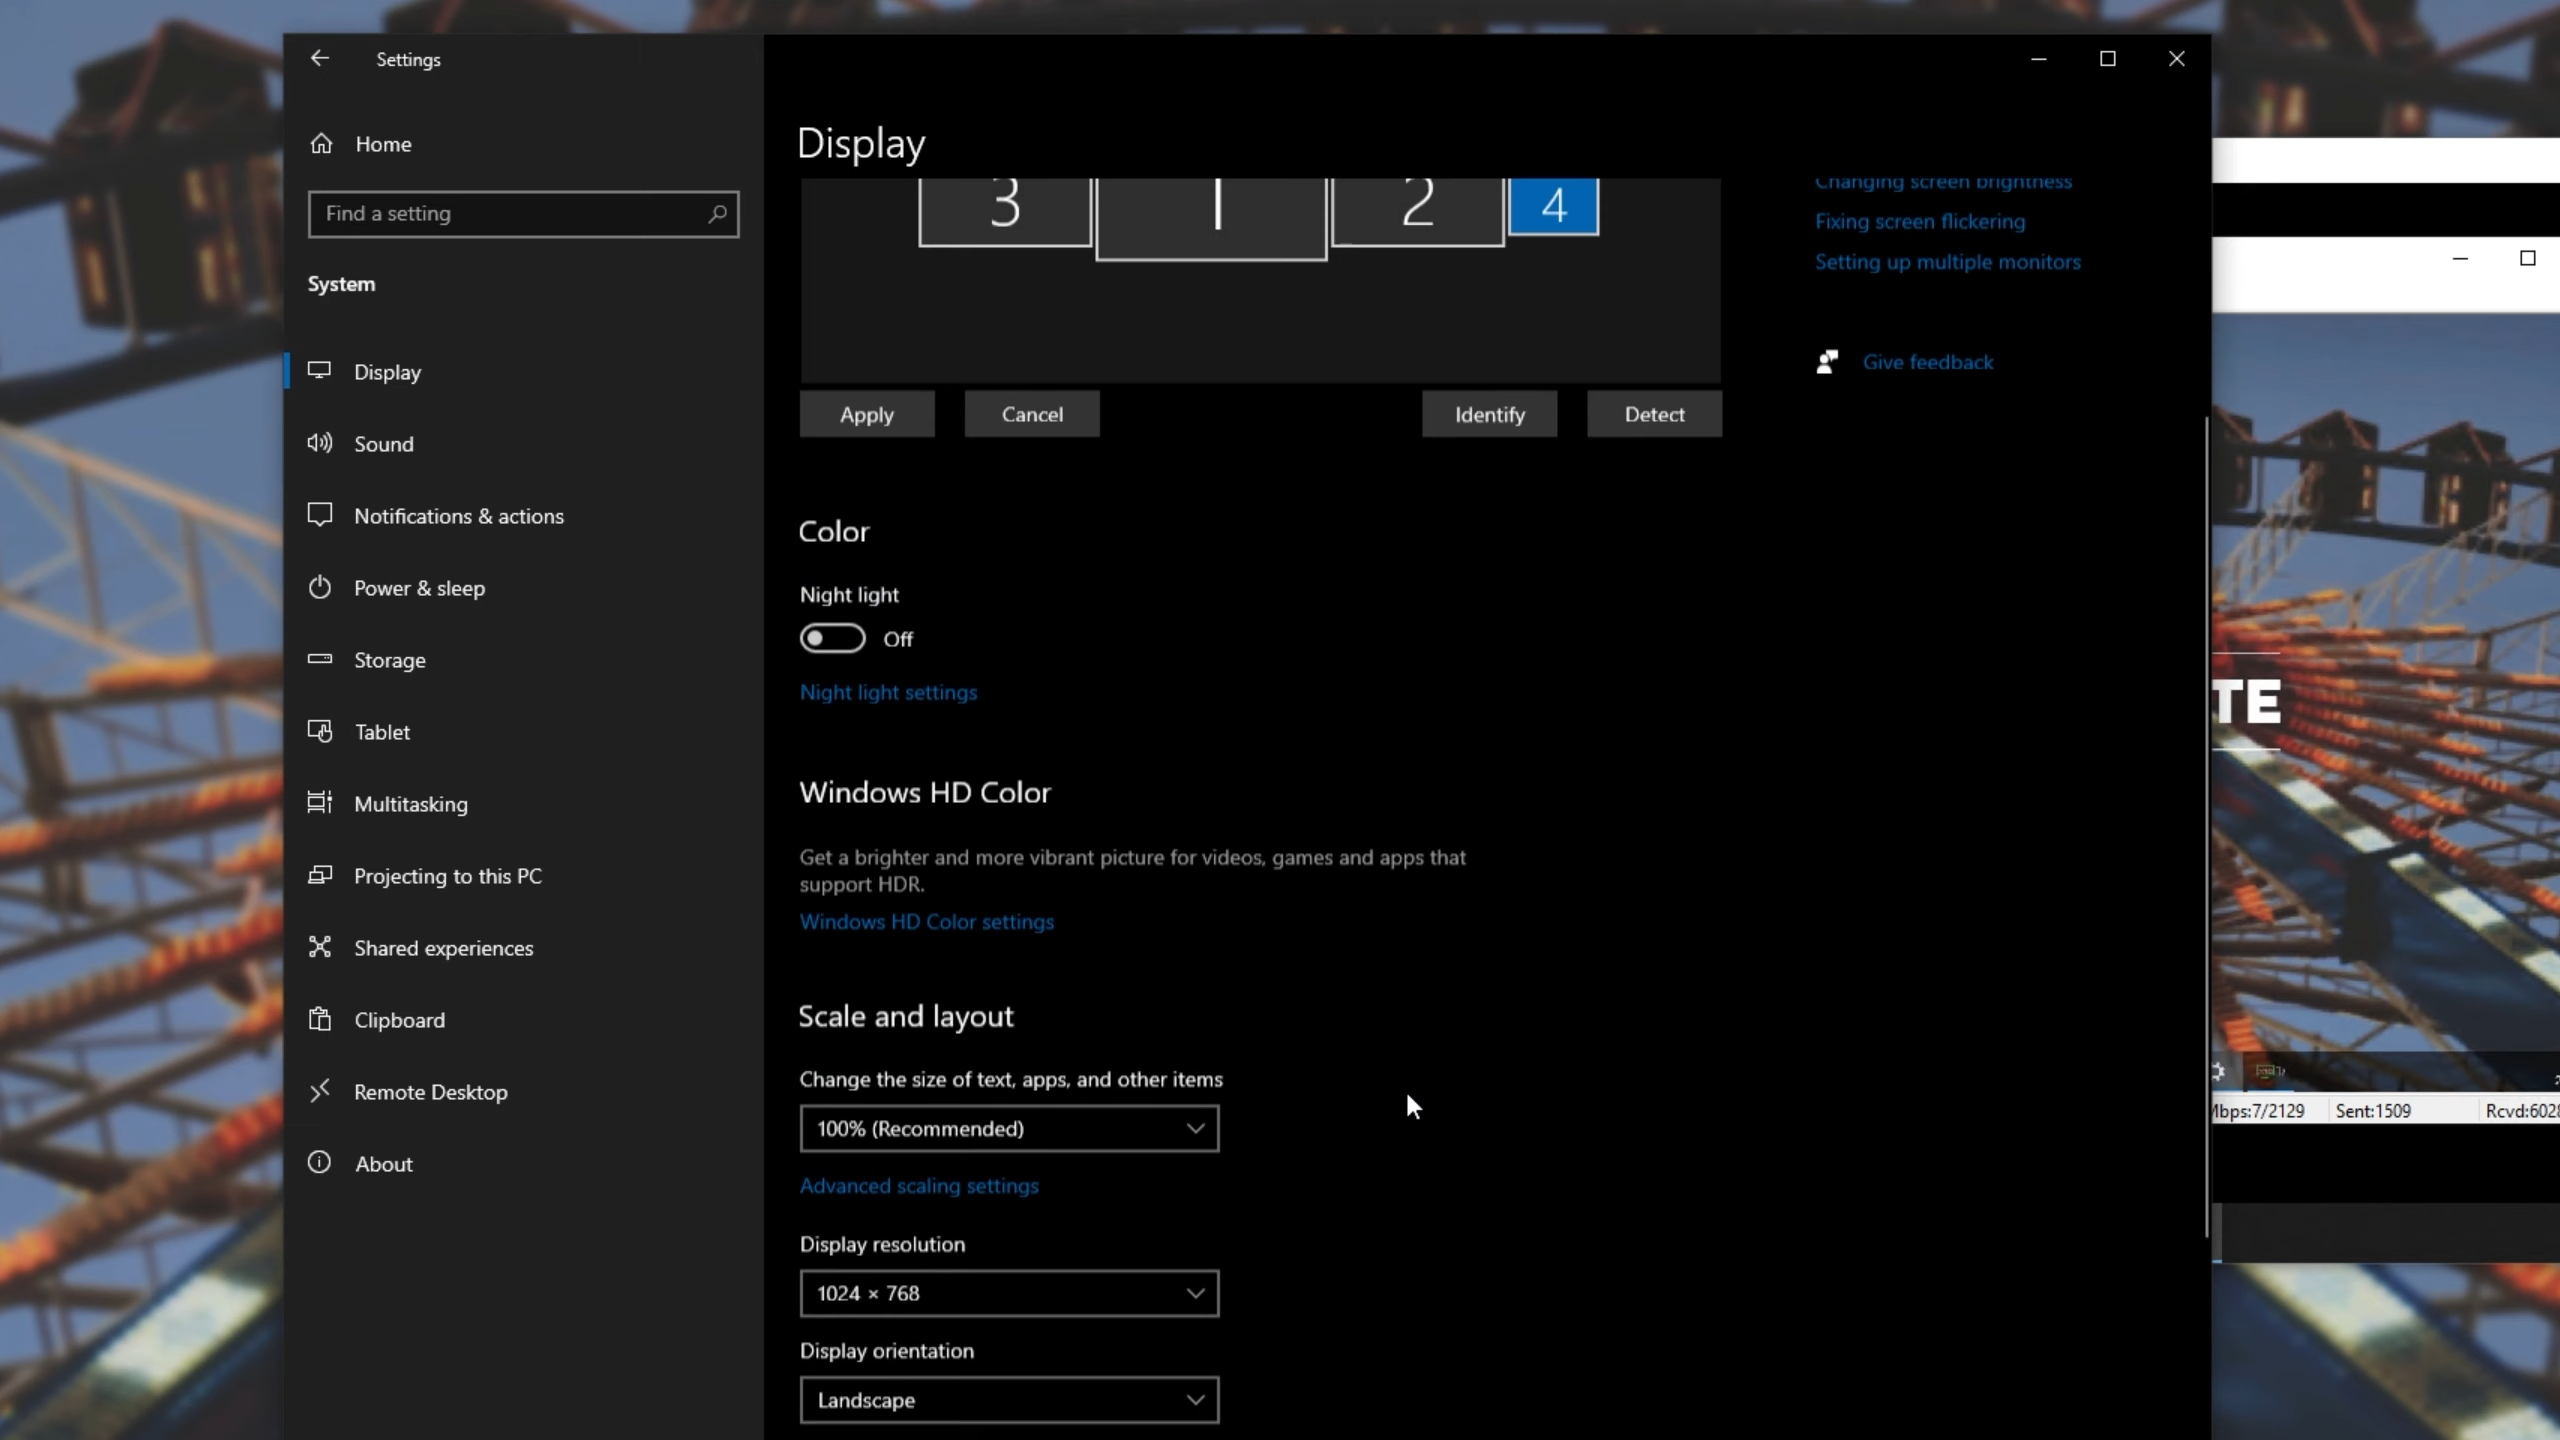 Settings
Home
Find a setting
System
Display
Sound
Notifications & actions
Power & sleep
Storage
Tablet
Multitasking
Projecting to this PC
Shared experiences
Clipboard
Remote Desktop
About
Display
3
1
2
4
Apply
Cancel
Identify
Detect
Color
Night light
Off
Night light settings
Windows HD Color
Get a brighter and more vibrant picture for videos, games and apps that
support HDR.
Windows HD Color settings
Scale and layout
Change the size of text, apps, and other items
100% (Recommended)
Advanced scaling settings
Display resolution
1024 × 768
Display orientation
Landscape
Changing screen brightness
Fixing screen flickering
Setting up multiple monitors
Give feedback
TE
Mbps:7/2129
Sent:1509
Rcvd:6028